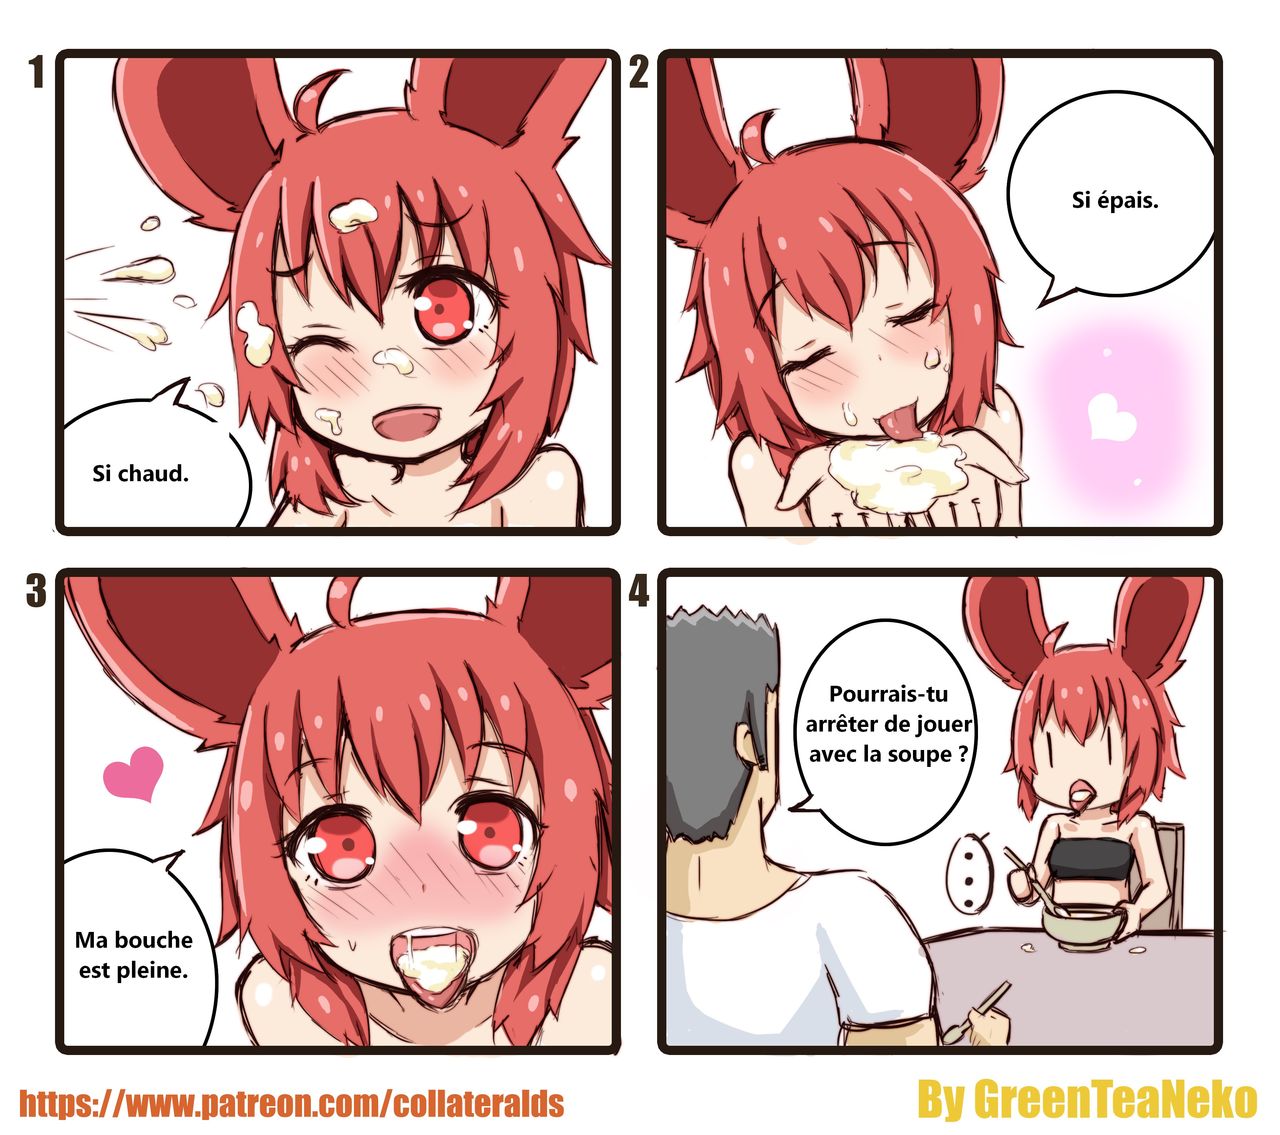 1
Si chaud.
2
Si épais.
3
Ma bouche
est pleine.
4
Pourrais-tu
arrêter de jouer
avec la soupe ?
https://www.patreon.com/collateralds
By GreenTeaNeko